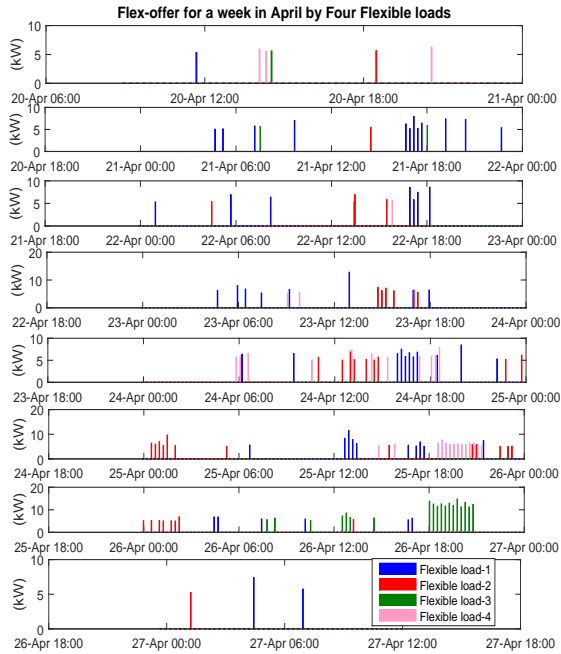 Flex-offer for a week in April by Four Flexible loads
(kW)
10
5
0
20-Apr 06:00 20-Apr 12:00 20-Apr 18:00 21-Apr 00:00
(kW)
10
5
0
20-Apr 18:00 21-Apr 00:00 21-Apr 06:00 21-Apr 12:00 21-Apr 18:00 22-Apr 00:00
(kW)
10
5
0
21-Apr 18:00 22-Apr 00:00 22-Apr 06:00 22-Apr 12:00 22-Apr 18:00 23-Apr 00:00
(kW)
20
10
0
22-Apr 18:00 23-Apr 00:00 23-Apr 06:00 23-Apr 12:00 23-Apr 18:00 24-Apr 00:00
(kW)
10
5
0
23-Apr 18:00 24-Apr 00:00 24-Apr 06:00 24-Apr 12:00 24-Apr 18:00 25-Apr 00:00
(kW)
20
10
0
24-Apr 18:00 25-Apr 00:00 25-Apr 06:00 25-Apr 12:00 25-Apr 18:00 26-Apr 00:00
(kW)
20
10
0
25-Apr 18:00 26-Apr 00:00 26-Apr 06:00 26-Apr 12:00 26-Apr 18:00 27-Apr 00:00
(kW)
10
5
0
Flexible load-1
Flexible load-2
Flexible load-3
Flexible load-4
26-Apr 18:00 27-Apr 00:00 27-Apr 06:00 27-Apr 12:00 27-Apr 18:00